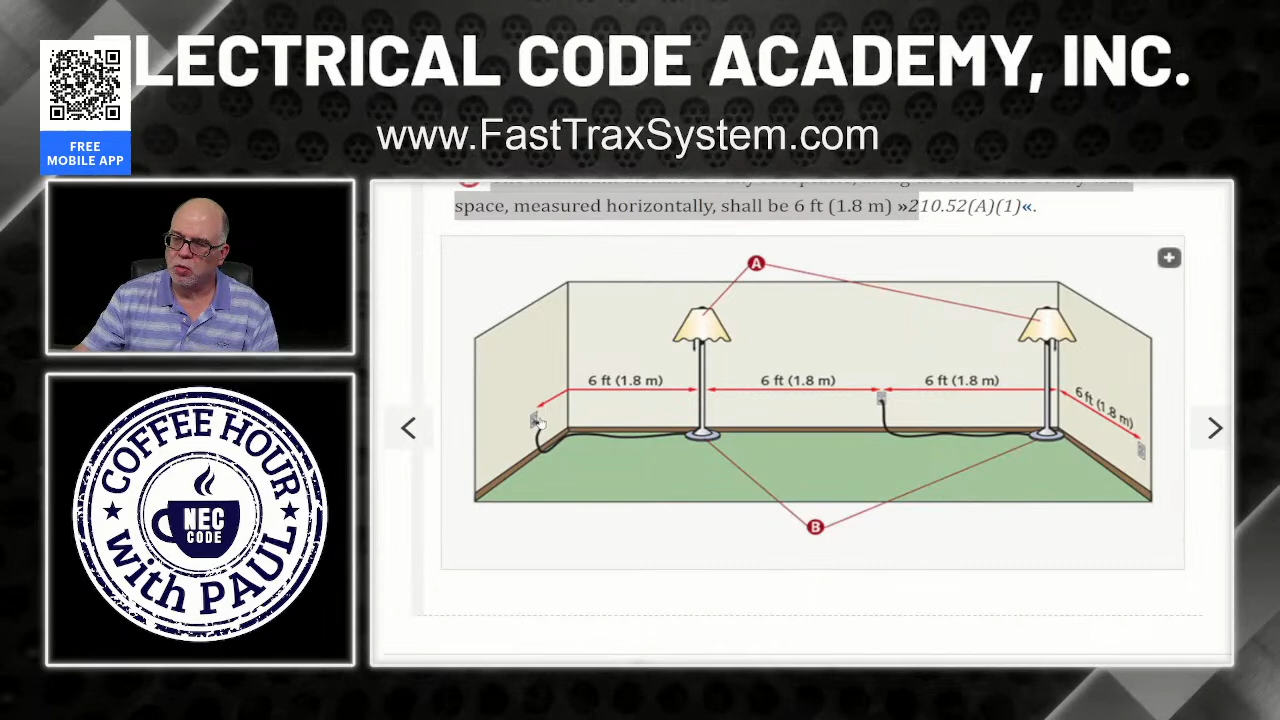 ELECTRICAL CODE ACADEMY, INC.
www.FastTraxSystem.com
FREE
MOBILE APP
space, measured horizontally, shall be 6 ft (1.8 m) »210.52(A)(1)«.
A
6 ft (1.8 m)
6 ft (1.8 m)
6 ft (1.8 m)
6 ft (1.8 m)
B
COFFEE HOUR
NEC
CODE
with PAUL